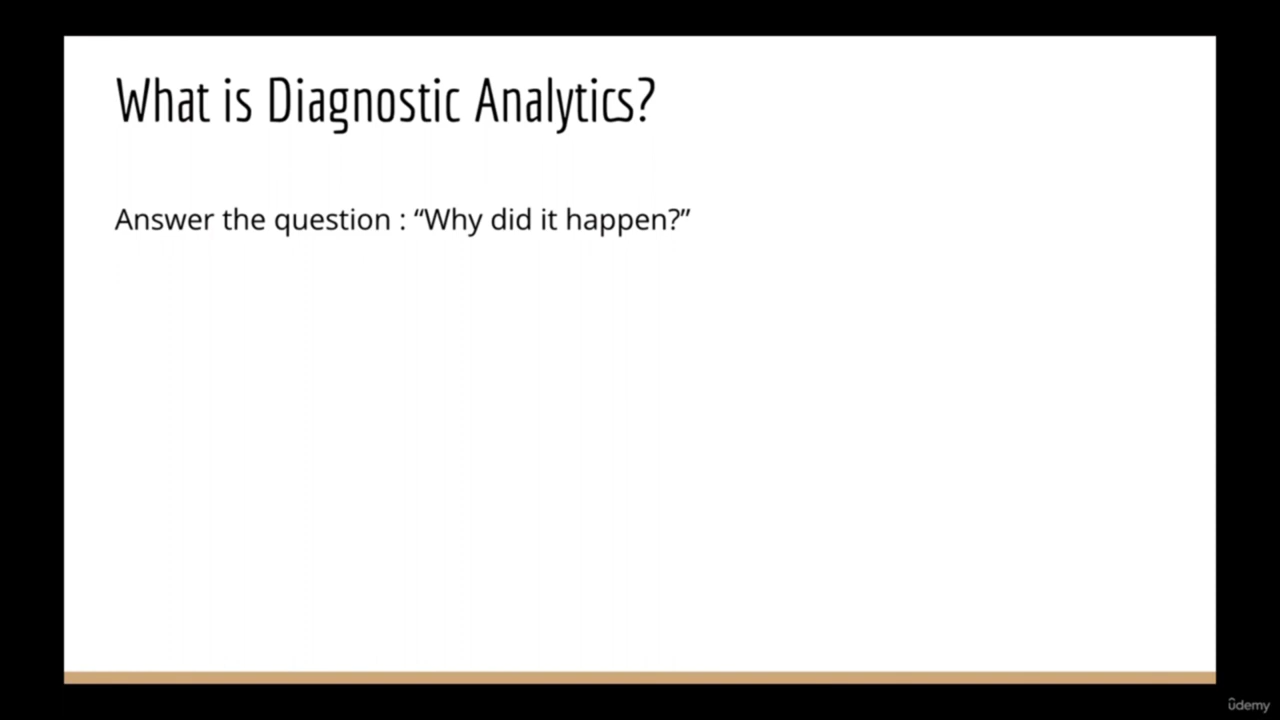 What is Diagnostic Analytics?
Answer the question : “Why did it happen?”
ûdemy